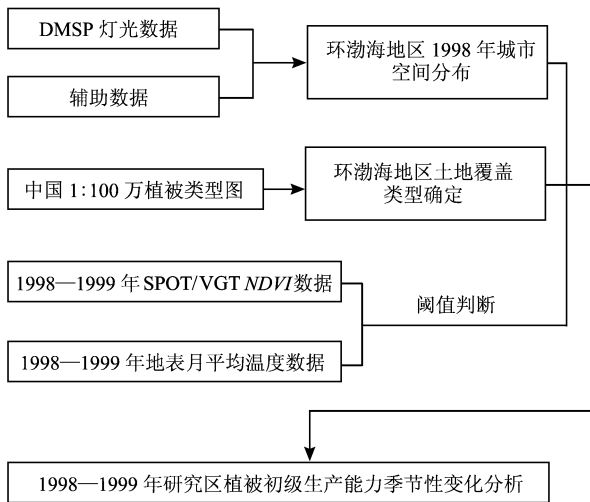 DMSP 灯光数据
辅助数据
环渤海地区 1998 年城市
空间分布
中国 1:100 万植被类型图
环渤海地区土地覆盖
类型确定
1998—1999 年 SPOT/VGT NDVI 数据
1998—1999 年地表月平均温度数据
阈值判断
1998—1999 年研究区植被初级生产能力季节性变化分析